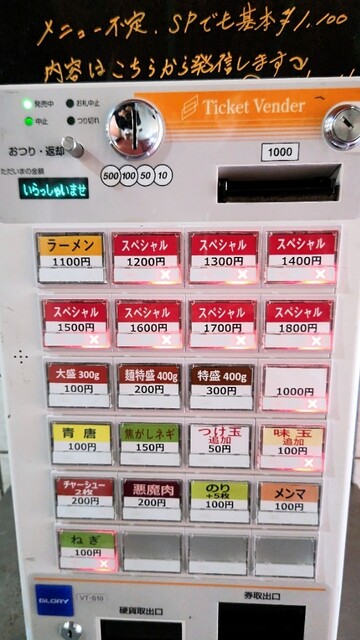 メニュー不定、SPでも基本¥1,100
内容はこちらから発信します
発売中 お札中止
中止 つり切れ
Ticket Vender
おつり・返却
1000
ただいまの金額
500 100 50 10
いらっしゃいませ
ラーメン スペシャル スペシャル スペシャル
1100円 1200円 1300円 1400円
スペシャル スペシャル スペシャル スペシャル
1500円 1600円 1700円 1800円
大盛300g 麺特盛400g 特盛400g
100円 200円 300円 1000円
青唐 焦がしネギ つけ玉追加 味玉追加
100円 150円 50円 100円
チャーシュー2枚 悪魔肉 のり+5枚 メンマ
200円 200円 100円 100円
ねぎ
100円
GLORY VT-B10
硬貨取出口 券取出口